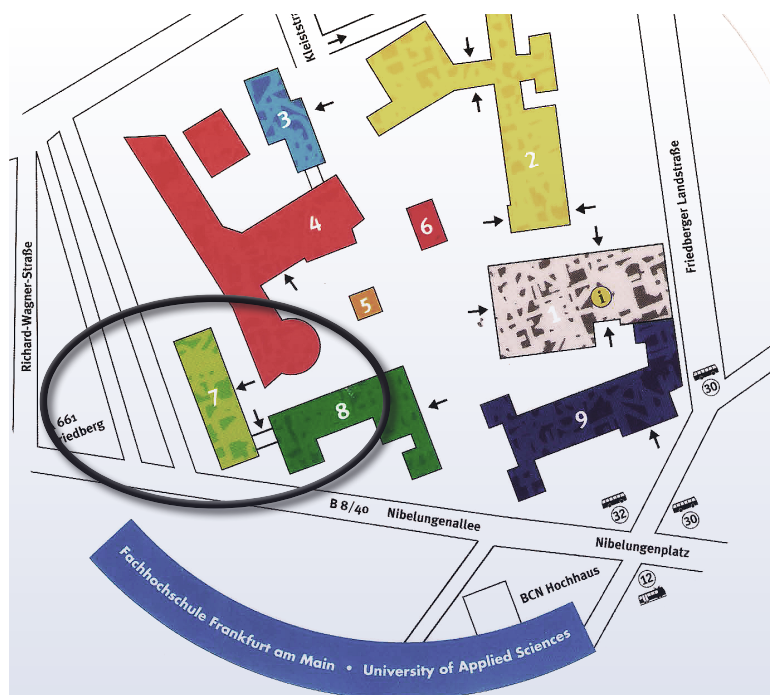 Kleiststr
3
2
4
6
Friedberger Landstraße
Richard-Wagner-Straße
5
1
i
7
8
9
30
661
riedberg
B 8/40 Nibelungenallee
32
30
Nibelungenplatz
12
BCN Hochhaus
Fachhochschule Frankfurt am Main • University of Applied Sciences